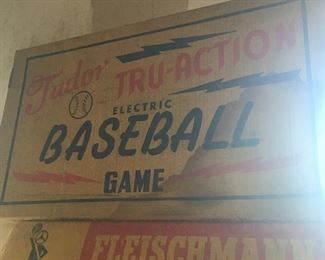 Tudor TRU-ACTION
ELECTRIC
BASEBALL
GAME
FLEISCHMANN